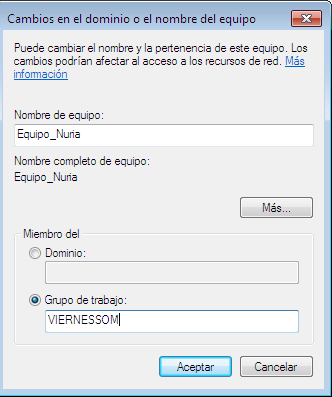 Cambios en el dominio o el nombre del equipo
Puede cambiar el nombre y la pertenencia de este equipo. Los
cambios podrían afectar al acceso a los recursos de red. Más
información
Nombre de equipo:
Equipo_Nuria
Nombre completo de equipo:
Equipo_Nuria
Más...
Miembro del
Dominio:
Grupo de trabajo:
VIERNESSOM
Aceptar
Cancelar